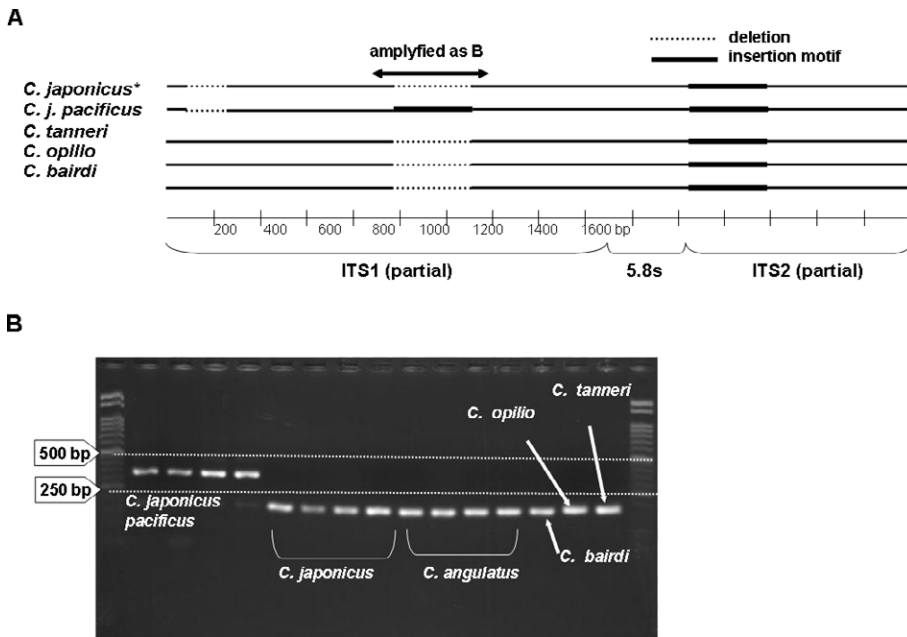 A
deletion
insertion motif
amplyfied as B
C. japonicus*
C. j. pacificus
C. tanneri
C. opilio
C. bairdi
200 400 600 800 1000 1200 1400 1600 bp
ITS1 (partial) 5.8s ITS2 (partial)
B
C. tanneri
C. opilio
500 bp
250 bp
C. japonicus
pacificus
C. bairdi
C. japonicus C. angulatus